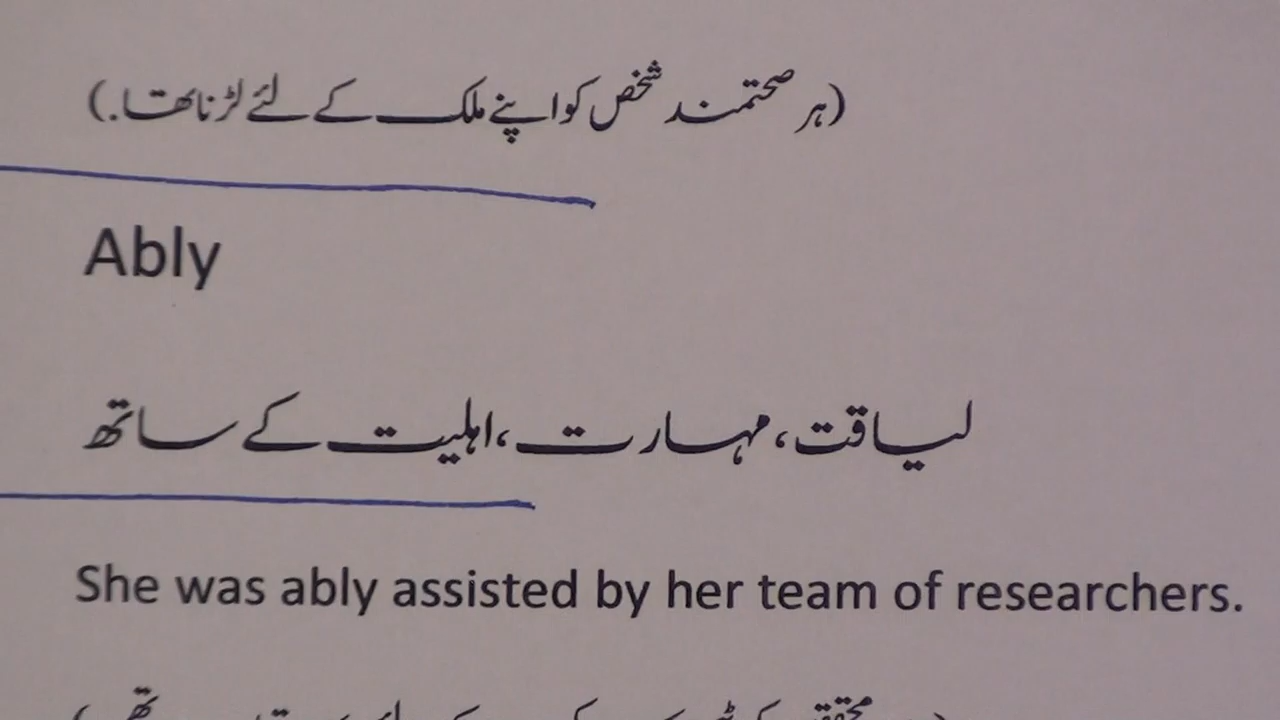 (ہر صحتمند شخص کو اپنے ملک کے لئے لڑنا تھا.)
Ably
لیاقت، مہارت، اہلیت کے ساتھ
She was ably assisted by her team of researchers.